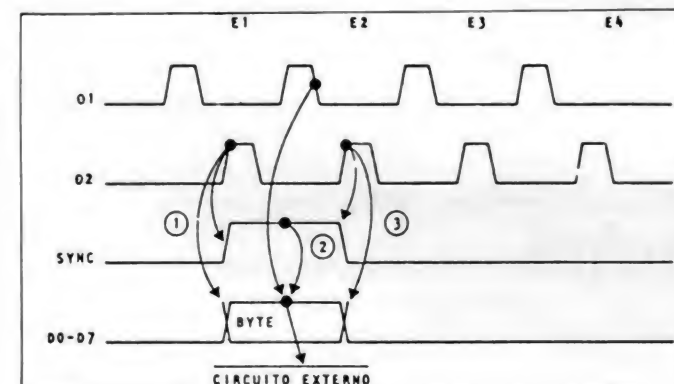 E1 E2 E3 E4
01
02
1 3
2
SYNC
BYTE
D0-D7
CIRCUITO EXTERNO